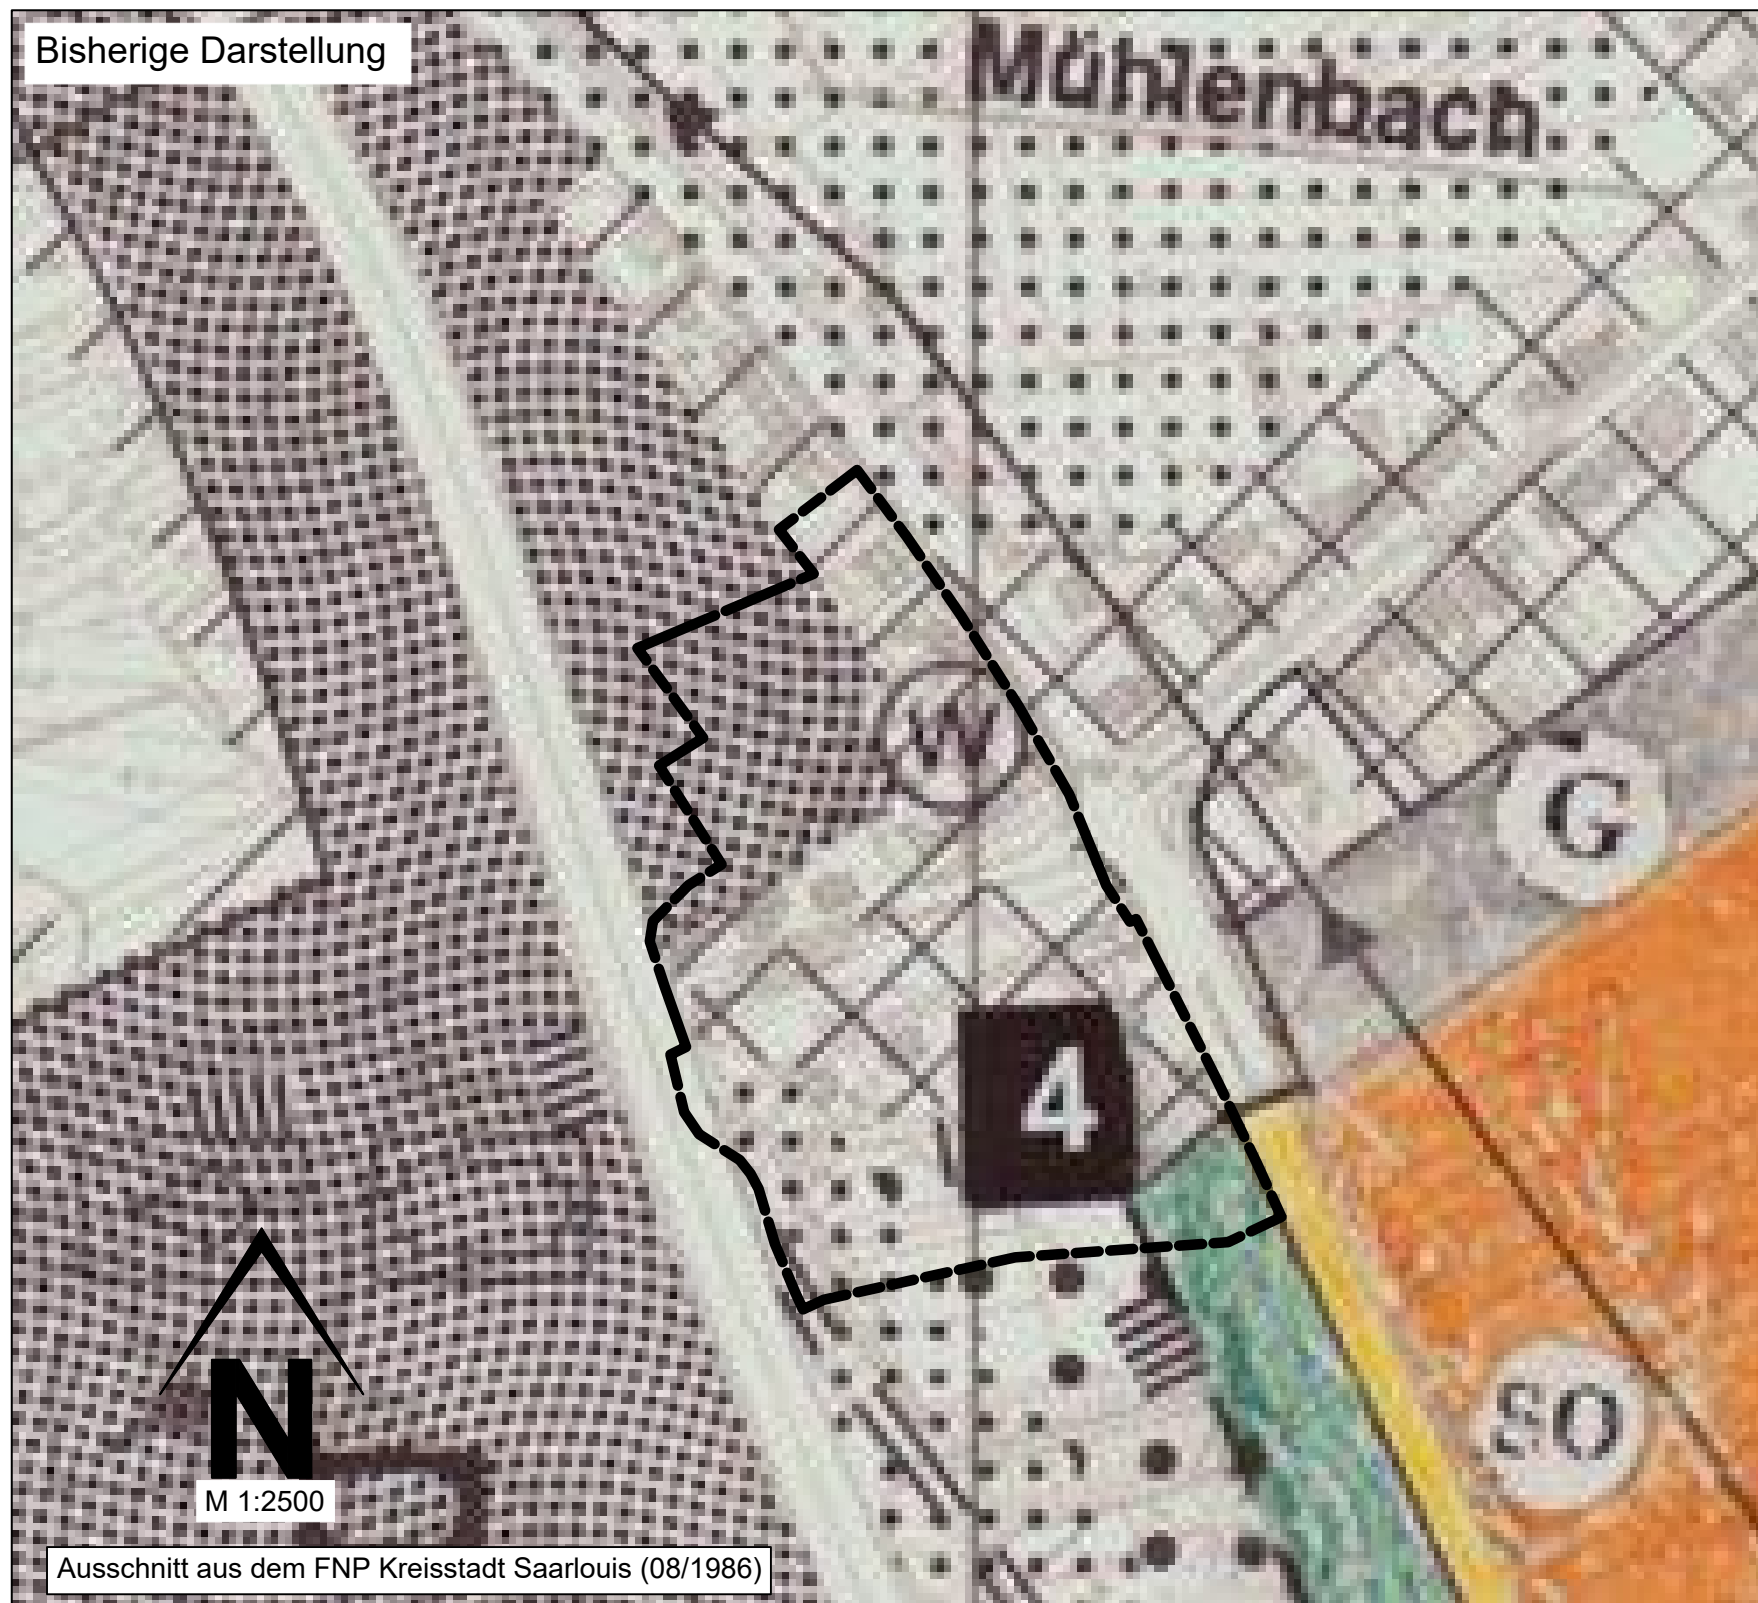 Bisherige Darstellung
Mühlenbach
W
G
4
SO
N
M 1:2500
Ausschnitt aus dem FNP Kreisstadt Saarlouis (08/1986)